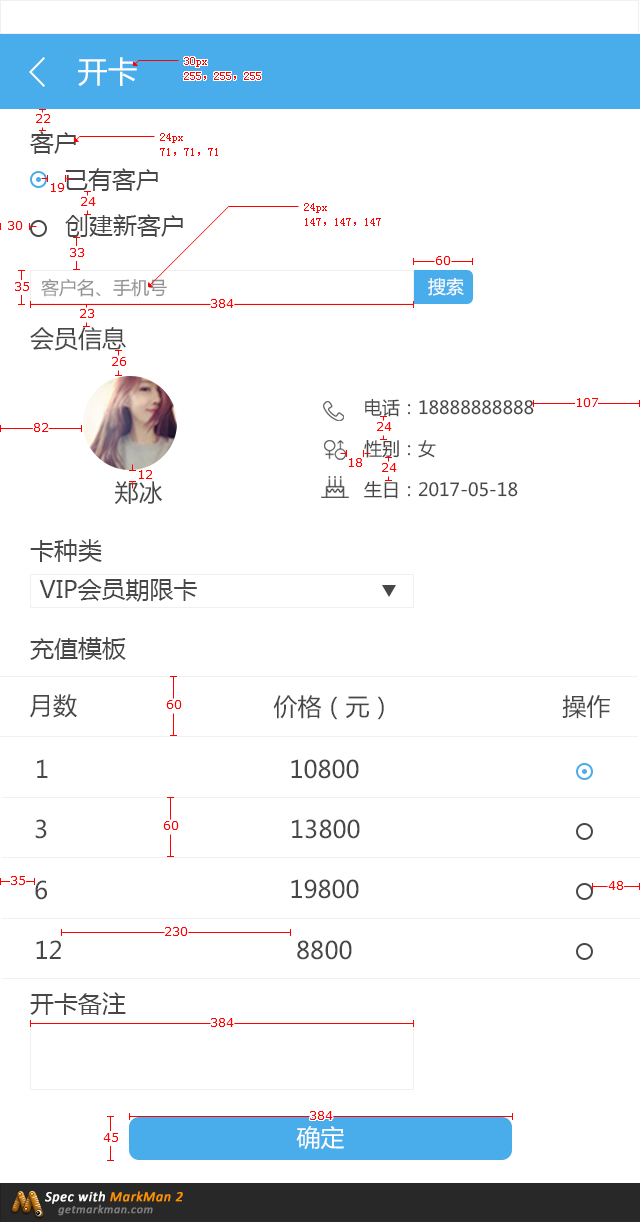 开卡
30px
255, 255, 255
22
客户
24px
71, 71, 71
已有客户
19
24
30
创建新客户
24px
147, 147, 147
33
60
35
客户名、手机号
搜索
384
23
会员信息
26
82
电话：18888888888
107
24
性别：女
18
24
12
郑冰
生日：2017-05-18
卡种类
VIP会员期限卡
充值模板
月数
60
价格（元）
操作
1
10800
3
60
13800
35
6
19800
48
230
12
8800
开卡备注
384
384
45
确定
Spec with MarkMan 2
getmarkman.com